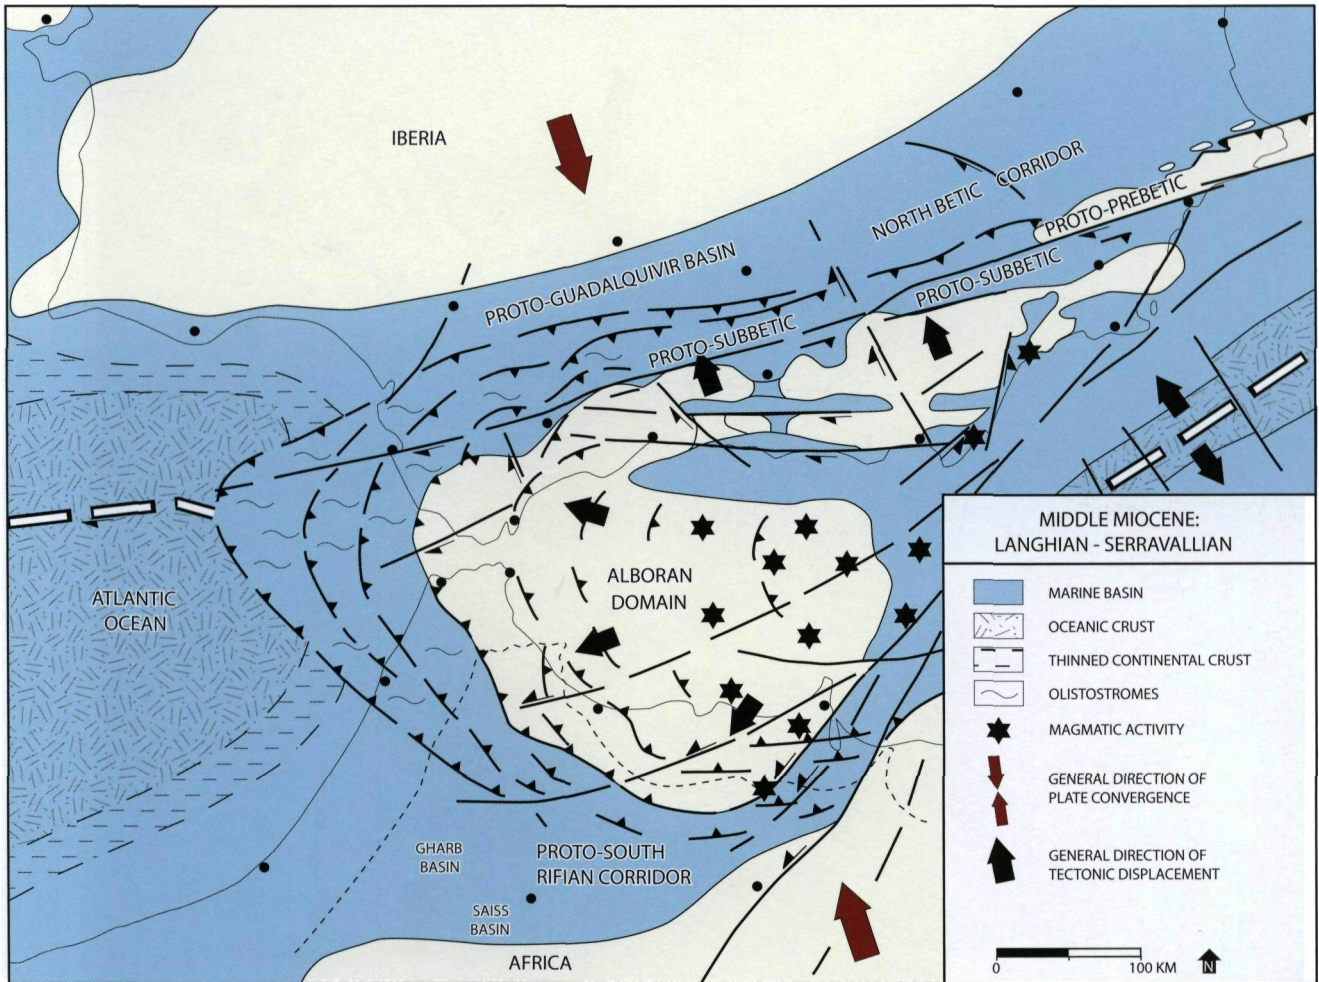 IBERIA
NORTH BETIC CORRIDOR
PROTO-PREBETIC
PROTO-GUADALQUIVIR BASIN
PROTO-SUBBETIC
PROTO-SUBBETIC
ATLANTIC
OCEAN
ALBORAN
DOMAIN
GHARB
BASIN
PROTO-SOUTH
RIFIAN CORRIDOR
SAISS
BASIN
AFRICA
MIDDLE MIOCENE:
LANGHIAN - SERRAVALLIAN
MARINE BASIN
OCEANIC CRUST
THINNED CONTINENTAL CRUST
OLISTOSTROMES
MAGMATIC ACTIVITY
GENERAL DIRECTION OF
PLATE CONVERGENCE
GENERAL DIRECTION OF
TECTONIC DISPLACEMENT
0 100 KM N